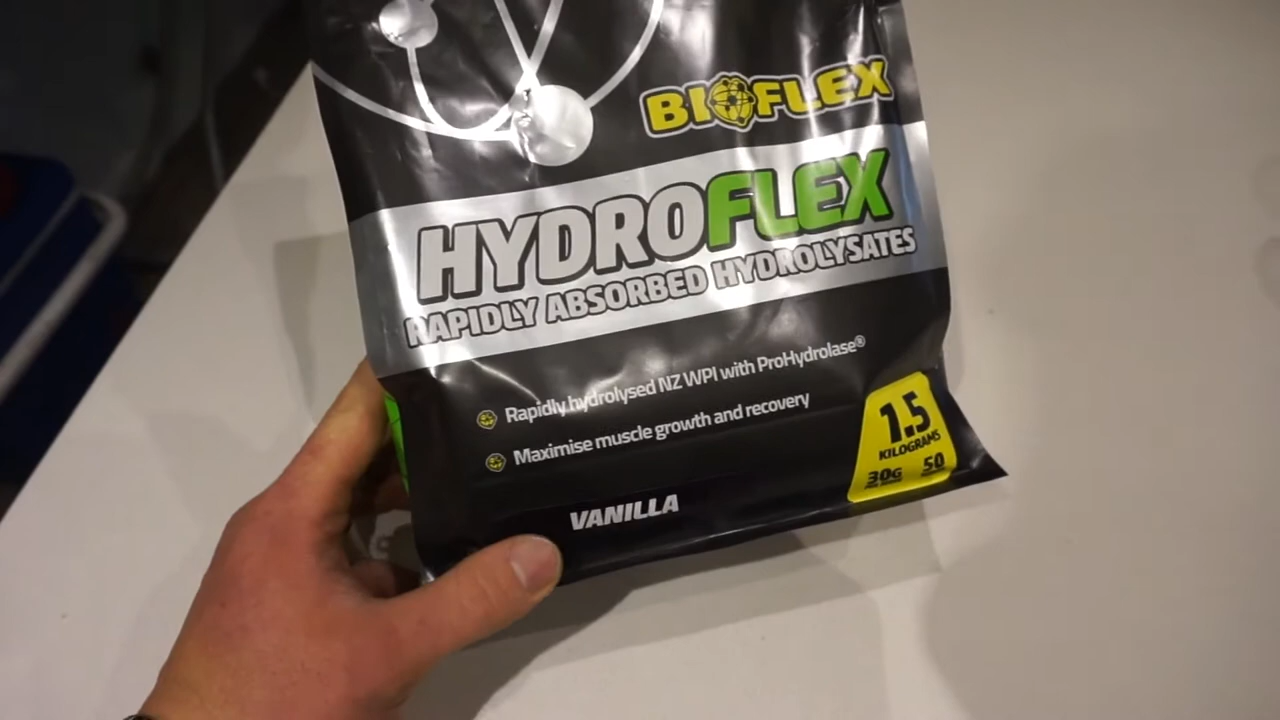 BIOFLEX
HYDROFLEX
RAPIDLY ABSORBED HYDROLYSATES
Rapidly hydrolysed NZ WPI with ProHydrolase®
Maximise muscle growth and recovery
1.5
KILOGRAMS
30G 50
VANILLA